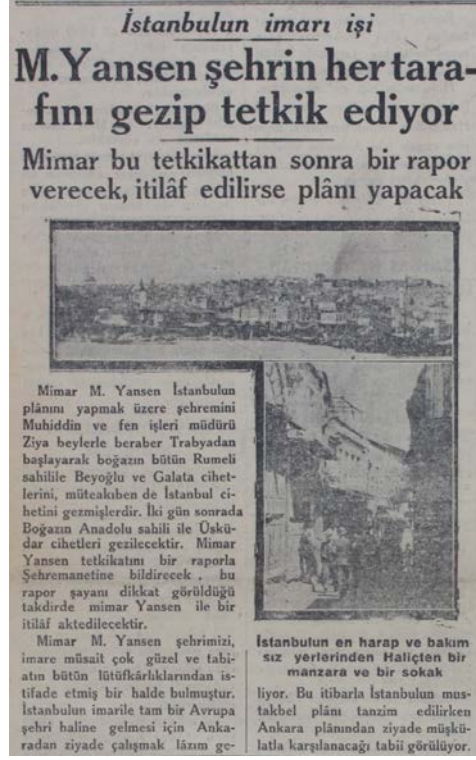 İstanbulun imarı işi
M.Yansen şehrin her tara-
fını gezip tetkik ediyor
Mimar bu tetkikattan sonra bir rapor
verecek, itilâf edilirse plânı yapacak
Mimar M. Yansen İstanbulun
plânını yapmak üzere şehremini
Muhiddin ve fen işleri müdürü
Ziya beylerle beraber Trabyadan
başlayarak boğazın bütün Rumeli
sahilile Beyoğlu ve Galata cihet-
lerini, müteakıben de İstanbul ci-
hetini gezmişlerdir. İki gün sonrada
Boğazın Anadolu sahili ile Üskü-
dar cihetleri gezilecektir. Mimar
Yansen tetkikatını bir raporla
Şehremanetine bildirecek , bu
rapor şayanı dikkat görüldüğü
takdirde mimar Yansen ile bir
itilâf aktedilecektir.
Mimar M. Yansen şehrimizi,
imare müsait çok güzel ve tabi-
atın bütün lütüfkârlıklarından is-
tifade etmiş bir halde bulmuştur.
İstanbulun imarile tam bir Avrupa
şehri haline gelmesi için Anka-
radan ziyade çalışmak lâzım ge-
İstanbulun en harap ve bakım-
sız yerlerinden Haliçten bir
manzara ve bir sokak
liyor. Bu itibarla İstanbulun mus-
takbel plânı tanzim edilirken
Ankara plânından ziyade müşkü-
latla karşılanacağı tabii görülüyor.